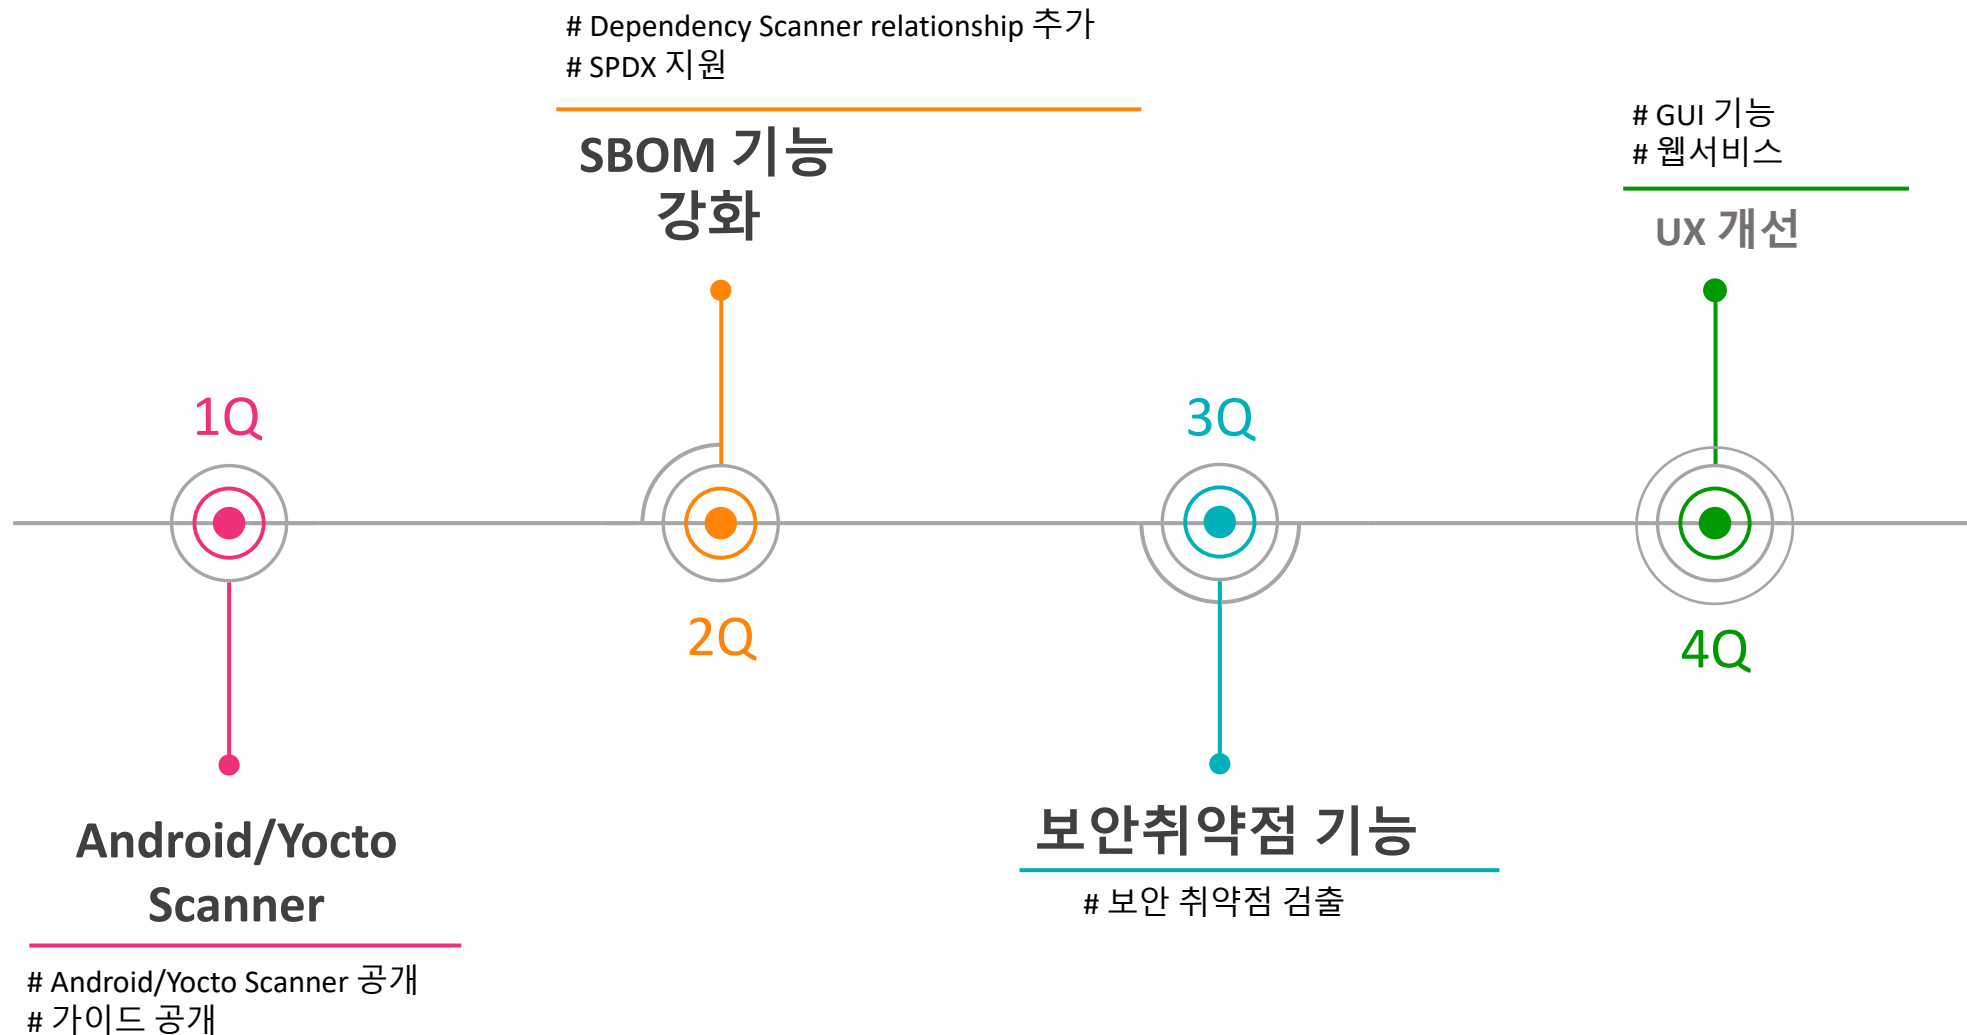 # Dependency Scanner relationship 추가
# SPDX 지원
SBOM 기능
강화
# GUI 기능
# 웹서비스
UX 개선
1Q
2Q
3Q
4Q
Android/Yocto
Scanner
# Android/Yocto Scanner 공개
# 가이드 공개
보안취약점 기능
# 보안 취약점 검출